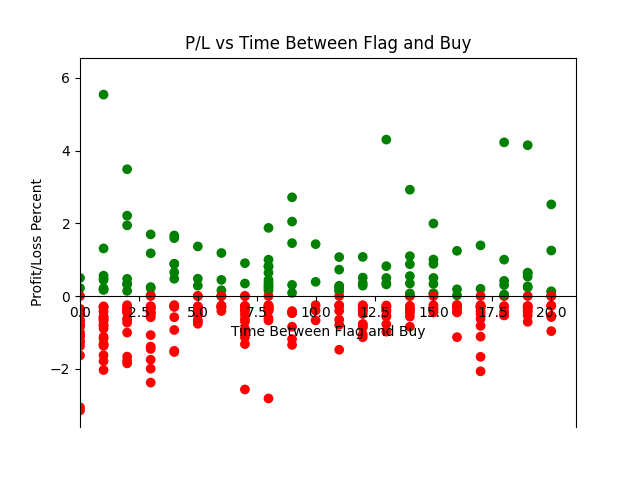 P/L vs Time Between Flag and Buy
6
4
2
0
−2
Profit/Loss Percent
0.0 2.5 5.0 7.5 10.0 12.5 15.0 17.5 20.0
Time Between Flag and Buy